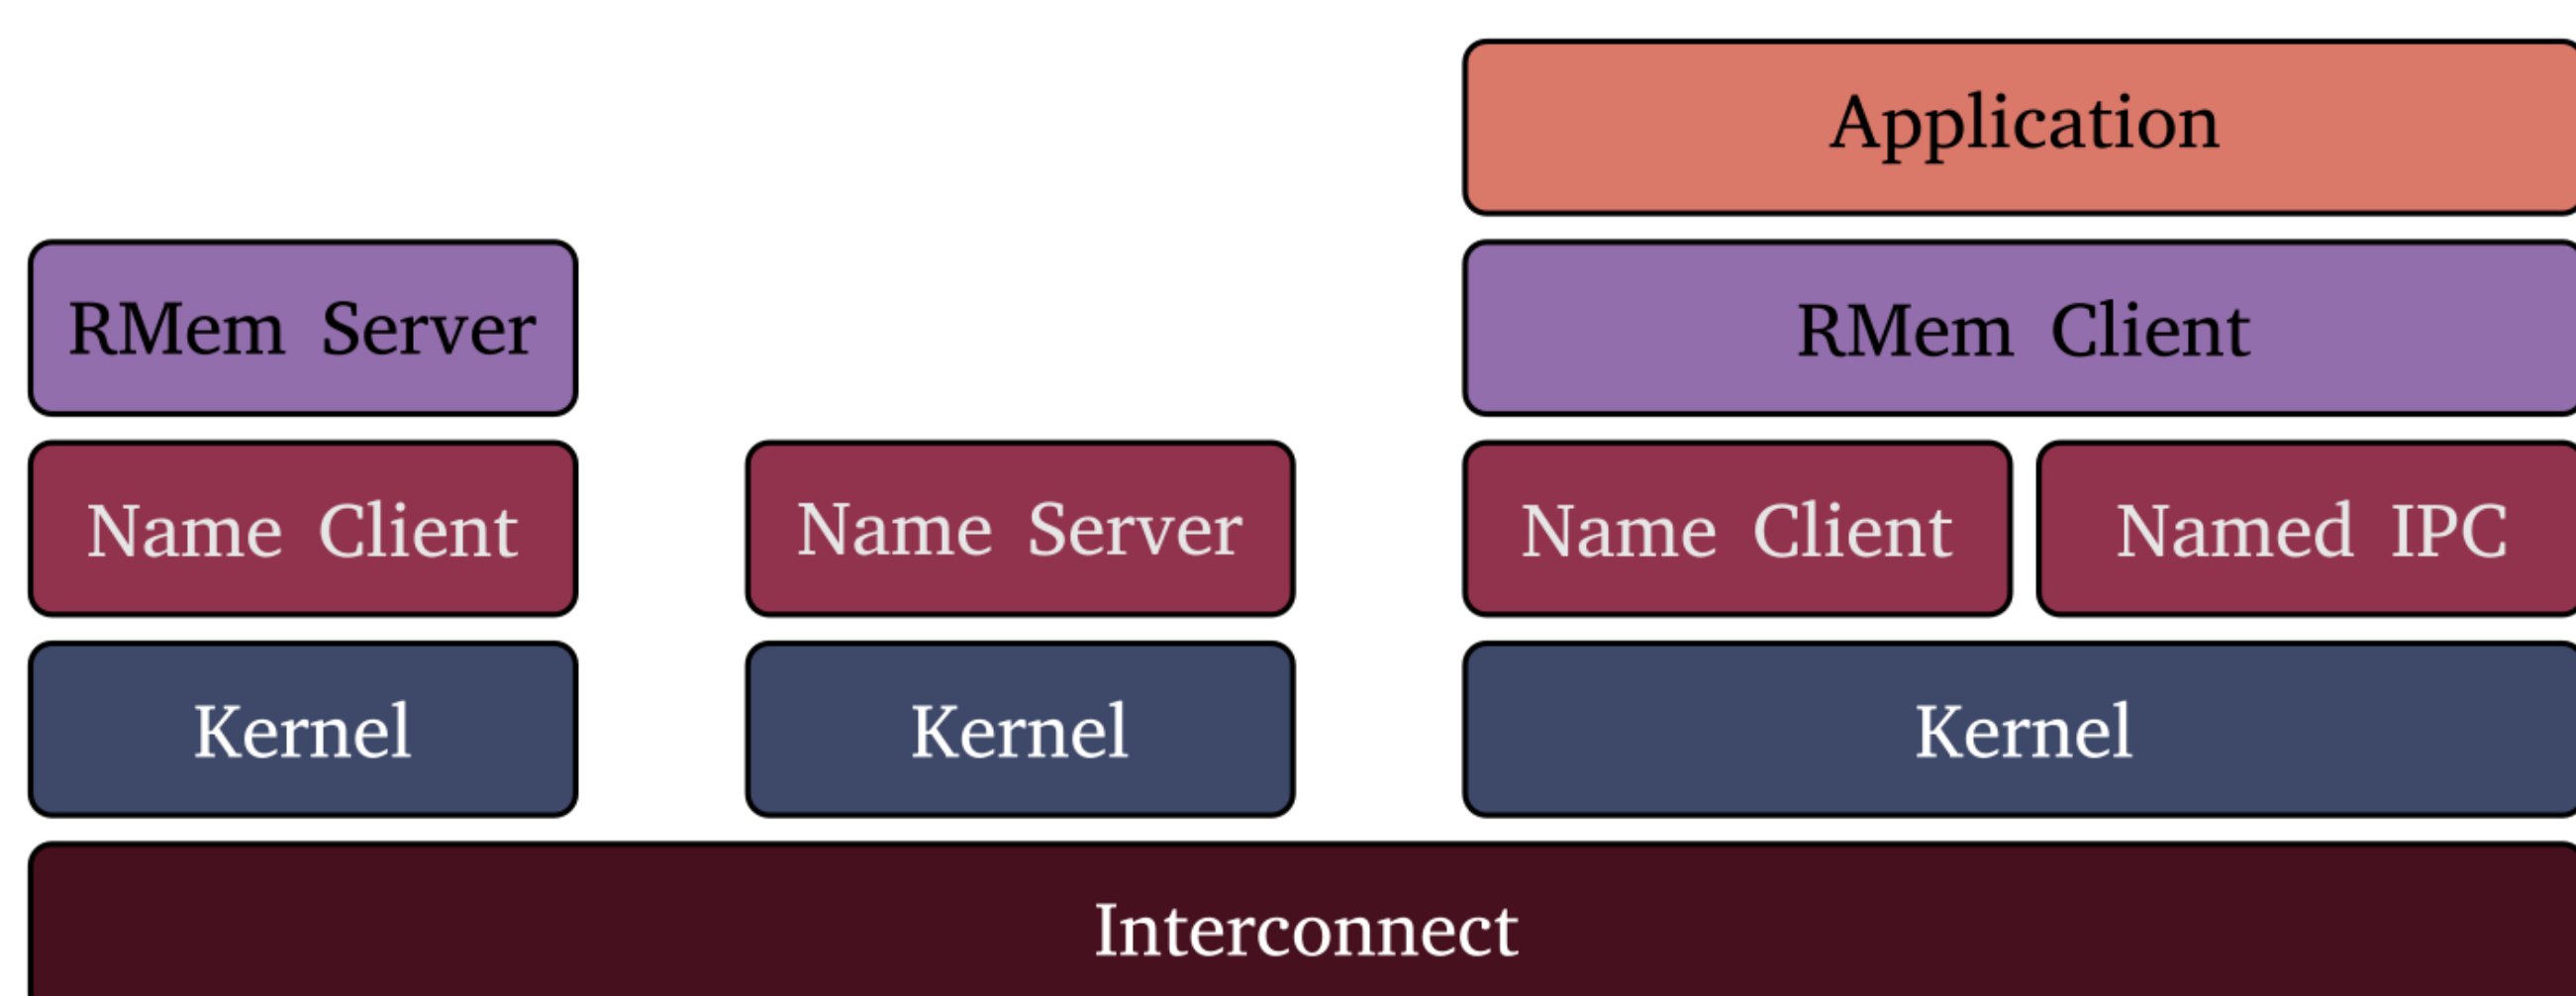 Application
RMem Server
RMem Client
Name Client
Name Server
Name Client
Named IPC
Kernel
Kernel
Kernel
Interconnect